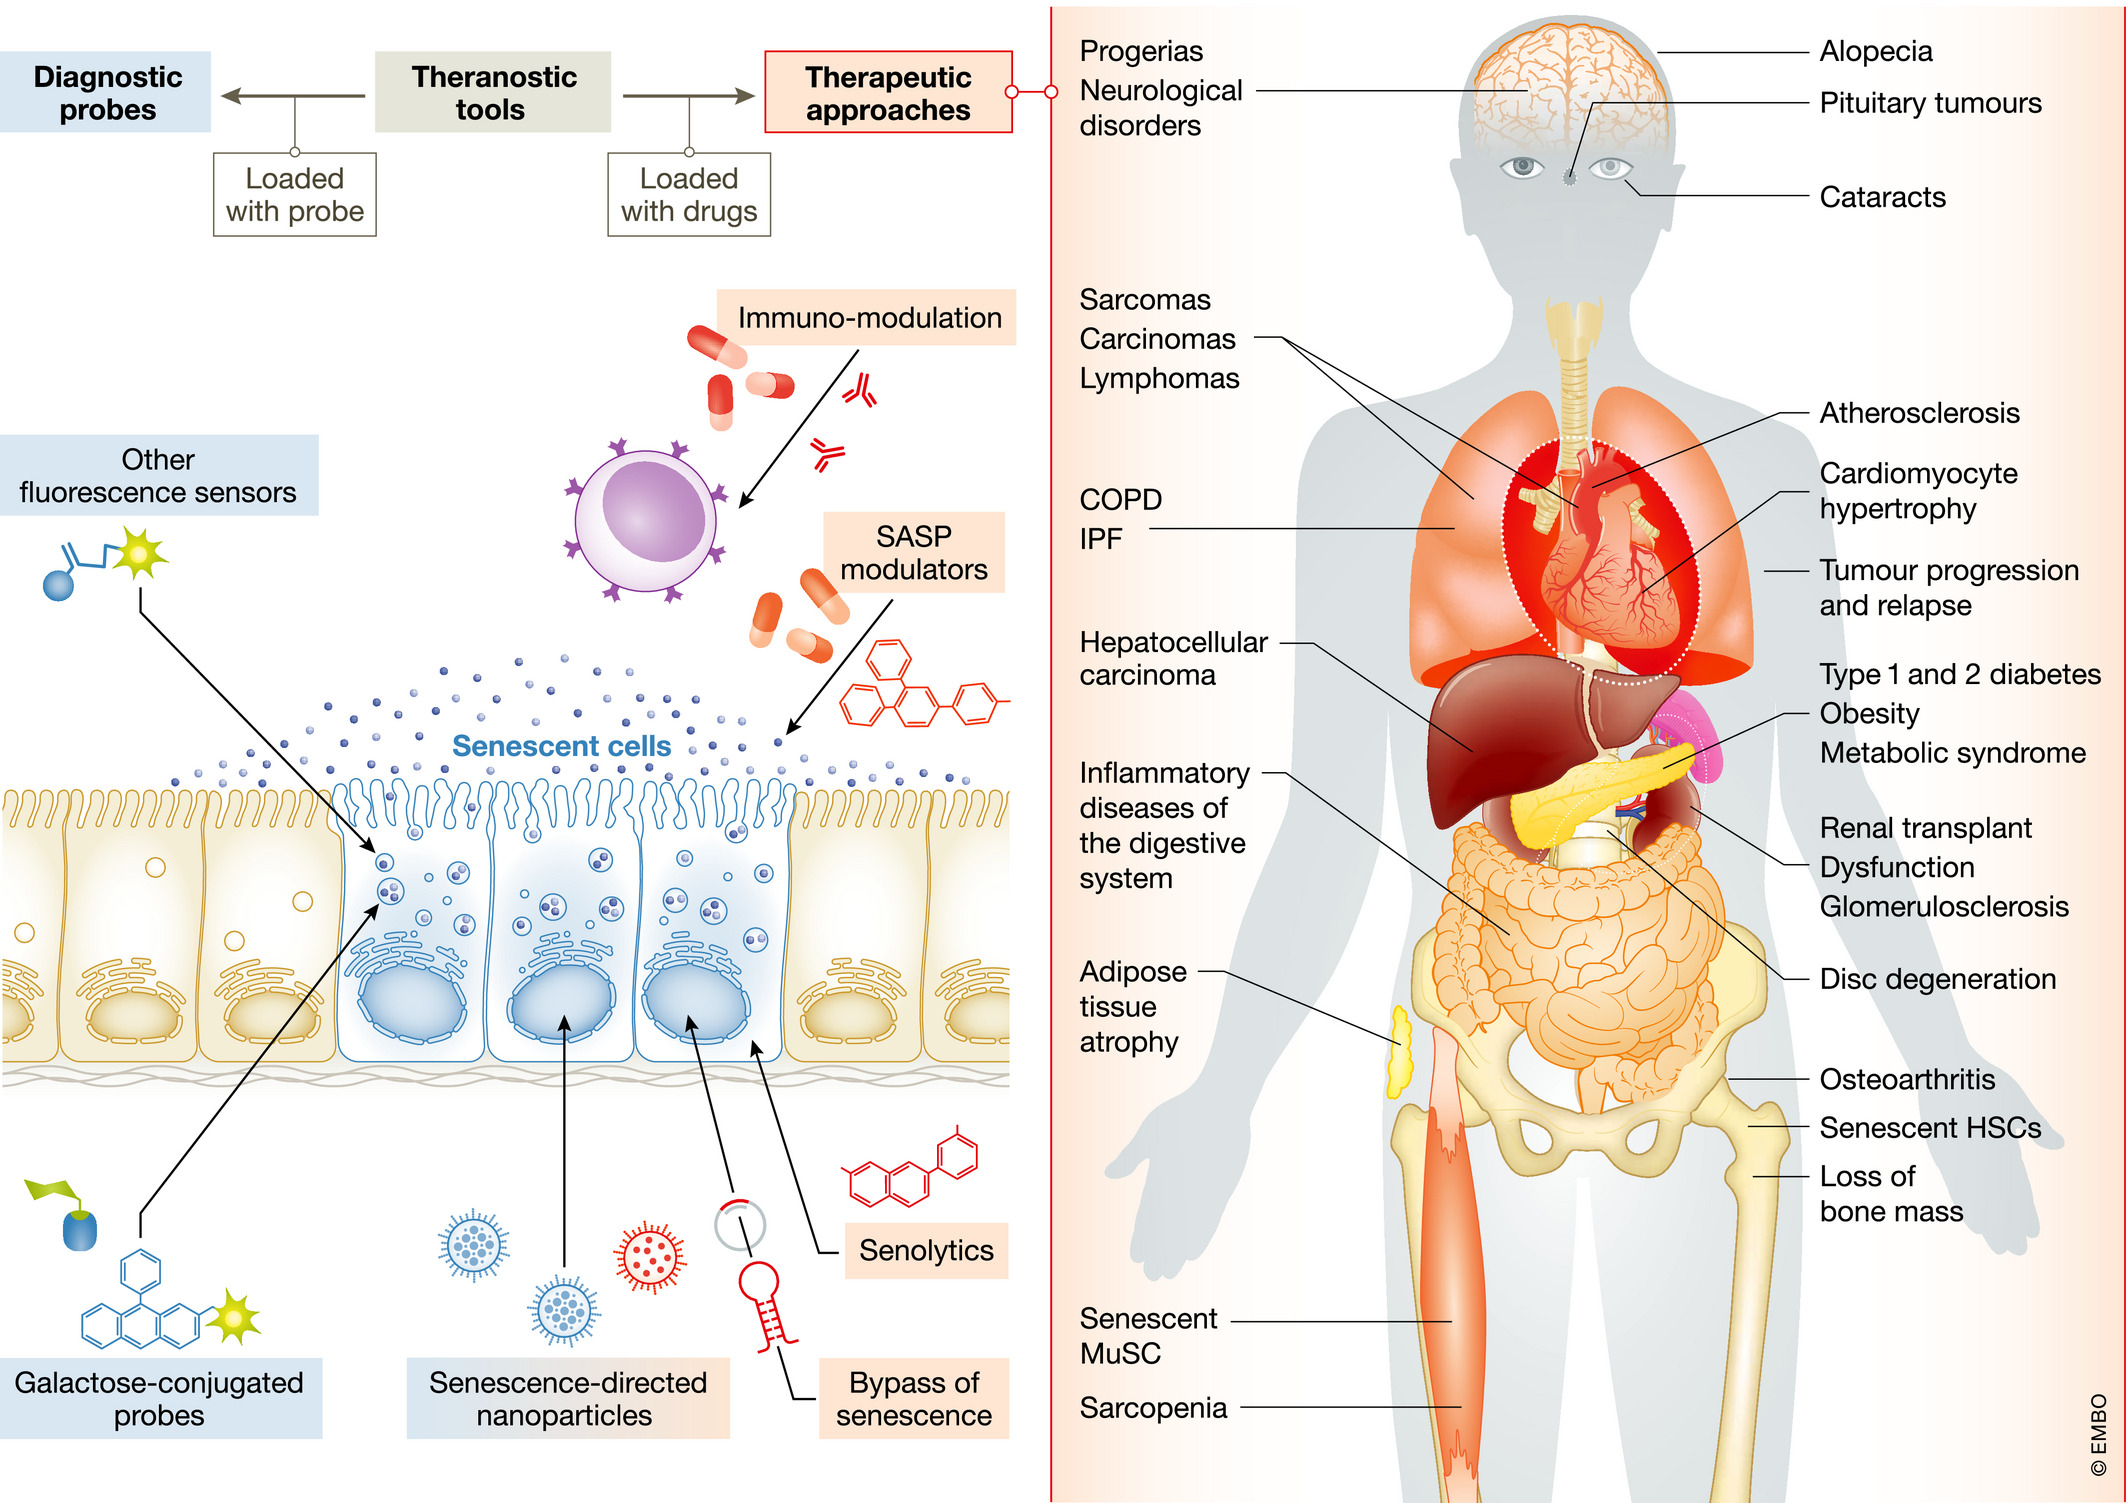 Diagnostic
probes
Theranostic
tools
Therapeutic
approaches
Loaded
with probe
Loaded
with drugs
Immuno-modulation
SASP
modulators
Other
fluorescence sensors
Senescent cells
Senolytics
Galactose-conjugated
probes
Senescence-directed
nanoparticles
Bypass of
senescence
Progerias
Neurological
disorders
Sarcomas
Carcinomas
Lymphomas
COPD
IPF
Hepatocellular
carcinoma
Inflammatory
diseases of
the digestive
system
Adipose
tissue
atrophy
Senescent
MuSC
Sarcopenia
Alopecia
Pituitary tumours
Cataracts
Atherosclerosis
Cardiomyocyte
hypertrophy
Tumour progression
and relapse
Type 1 and 2 diabetes
Obesity
Metabolic syndrome
Renal transplant
Dysfunction
Glomerulosclerosis
Disc degeneration
Osteoarthritis
Senescent HSCs
Loss of
bone mass
© EMBO